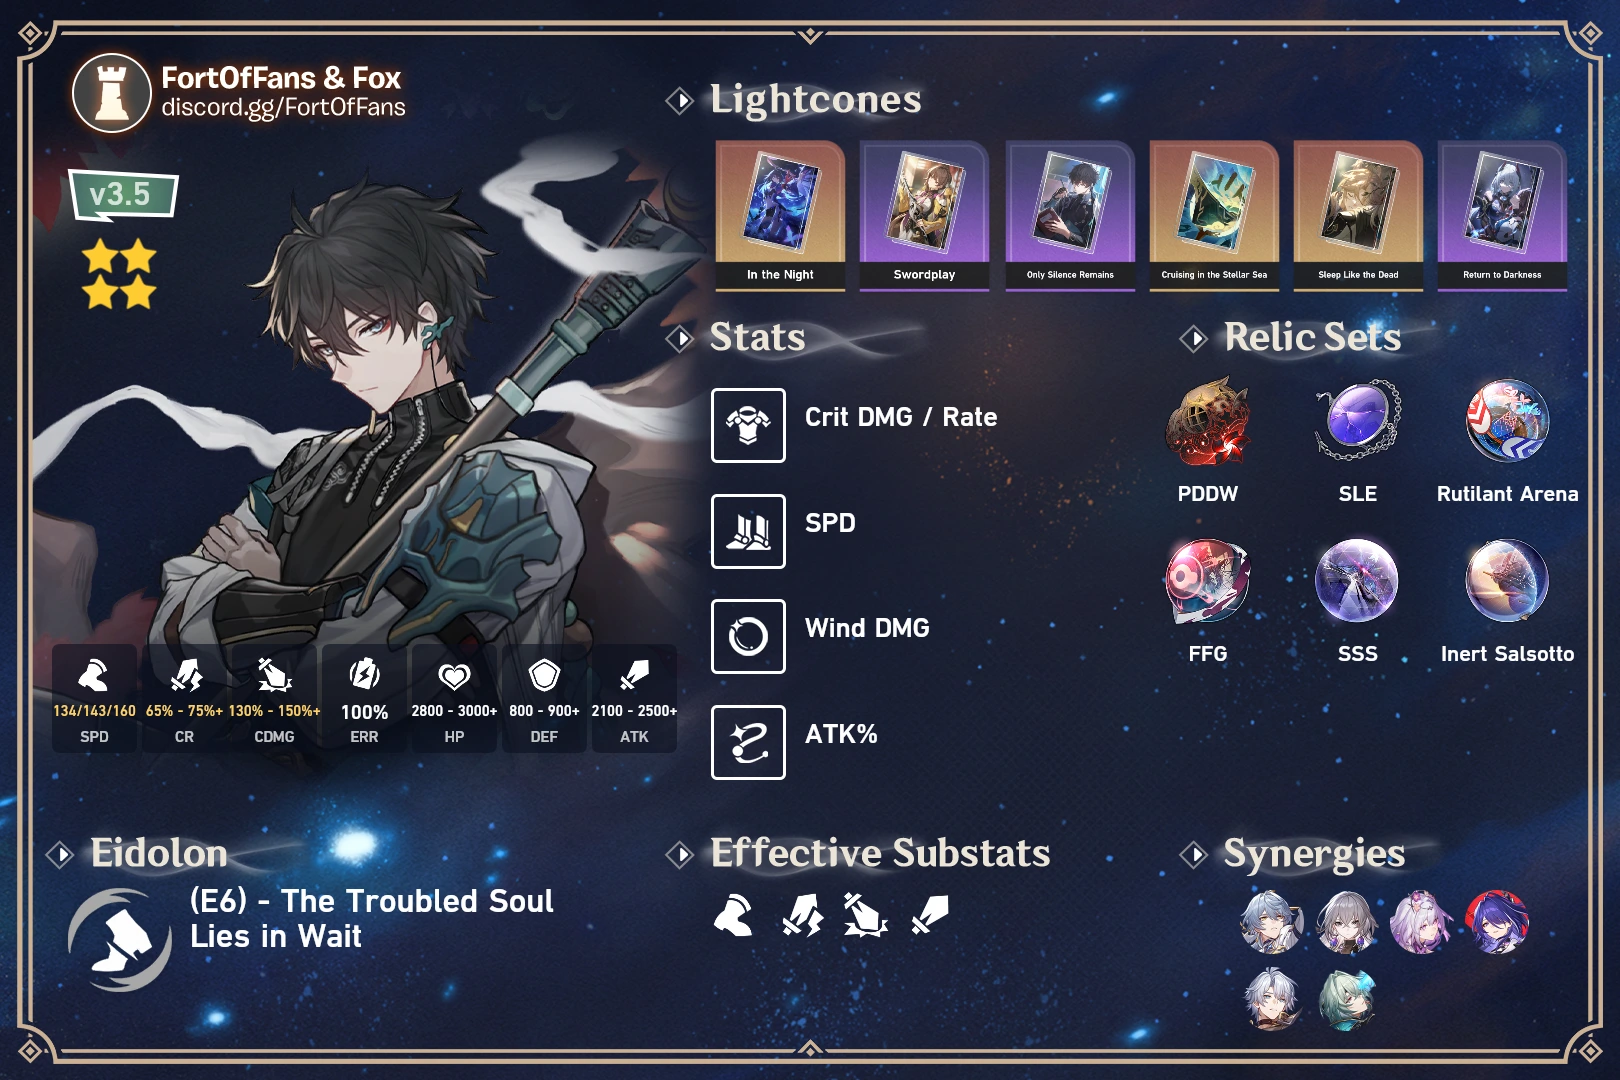 FortOfFans & Fox
discord.gg/FortOfFans
v3.5
134/143/160
SPD
65% - 75%+
CR
130% - 150%+
CDMG
100%
ERR
2800 - 3000+
HP
800 - 900+
DEF
2100 - 2500+
ATK
Lightcones
In the Night
Swordplay
Only Silence Remains
Cruising in the Stellar Sea
Sleep Like the Dead
Return to Darkness
Stats
Crit DMG / Rate
SPD
Wind DMG
ATK%
Relic Sets
PDDW
SLE
Rutilant Arena
FFG
SSS
Inert Salsotto
Eidolon
(E6) - The Troubled Soul
Lies in Wait
Effective Substats
Synergies